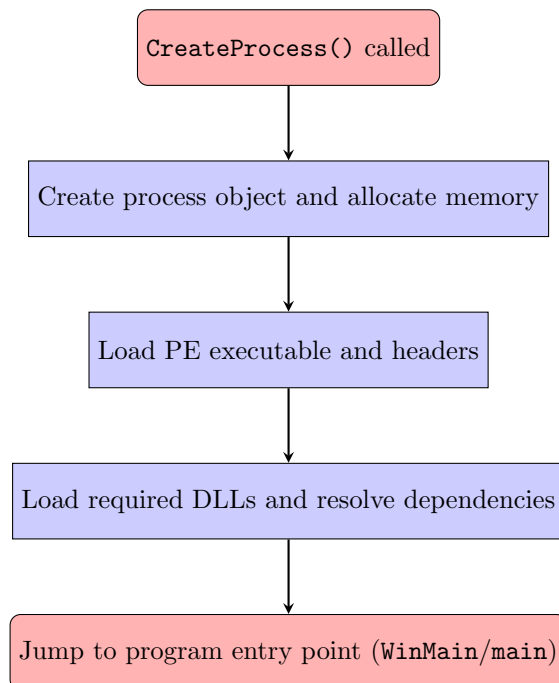 CreateProcess() called
Create process object and allocate memory
Load PE executable and headers
Load required DLLs and resolve dependencies
Jump to program entry point (WinMain/main)